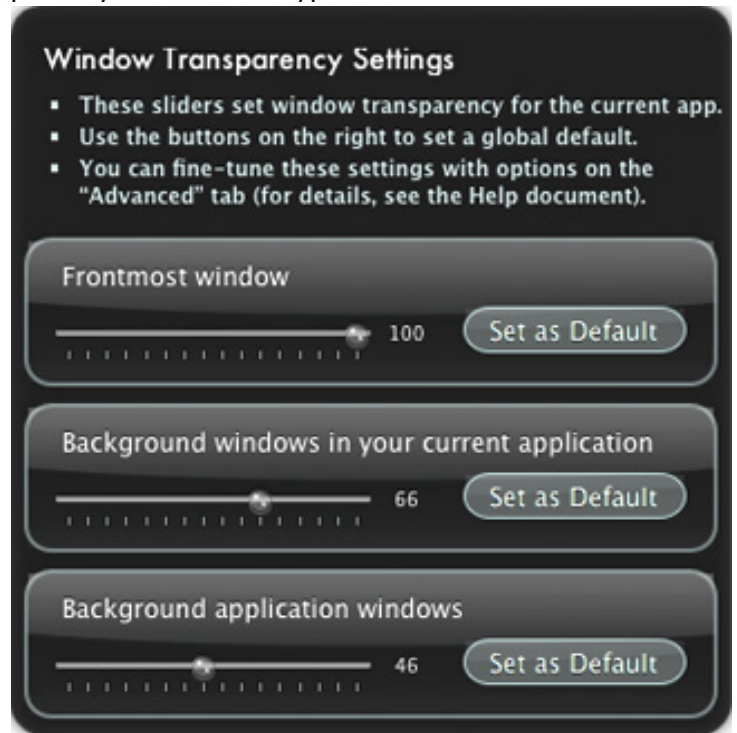 Window Transparency Settings
▪ These sliders set window transparency for the current app.
▪ Use the buttons on the right to set a global default.
▪ You can fine-tune these settings with options on the
“Advanced” tab (for details, see the Help document).
Frontmost window
100 Set as Default
Background windows in your current application
66 Set as Default
Background application windows
46 Set as Default